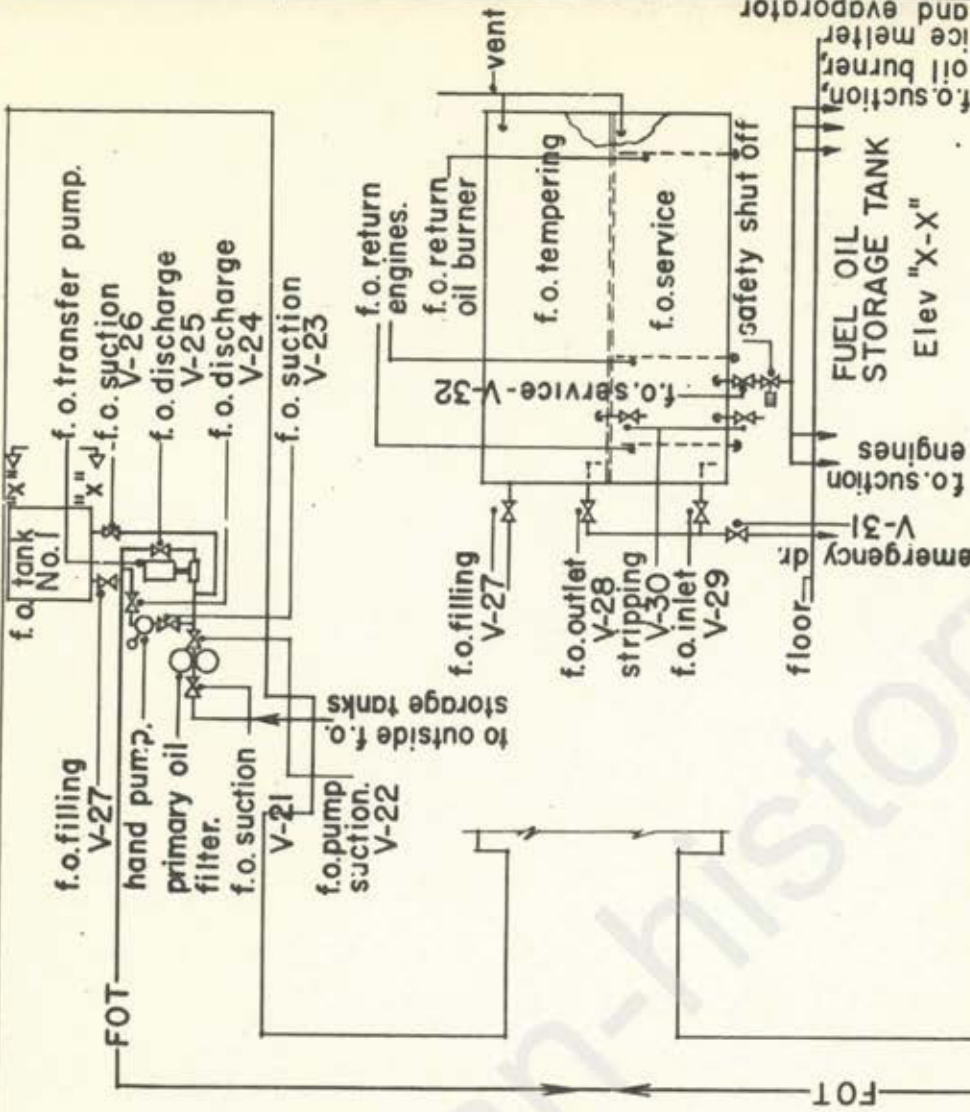 f.o. tank
No. 1
"X"
"X"
f.o. transfer pump.
f.o. suction
V-26
f.o. discharge
V-25
f.o. discharge
V-24
f.o. suction
V-23
f.o. filling
V-27
hand pump.
primary oil
filter.
f.o. suction
V-21
f.o. pump
suction.
V-22
to outside f.o.
storage tanks
FOT
FOT
vent
f.o. return
engines.
f.o. return
oil burner
f.o. tempering
f.o. service
f.o. service-V-32
safety shut off
f.o. filling
V-27
f.o. outlet
V-28
stripping
V-30
f.o. inlet
V-29
emergency dr.
V-31
f.o. suction
engines
f.o. suction,
oil burner,
ice melter
and evaporator
floor
FUEL OIL
STORAGE TANK
Elev "X-X"
n-histor